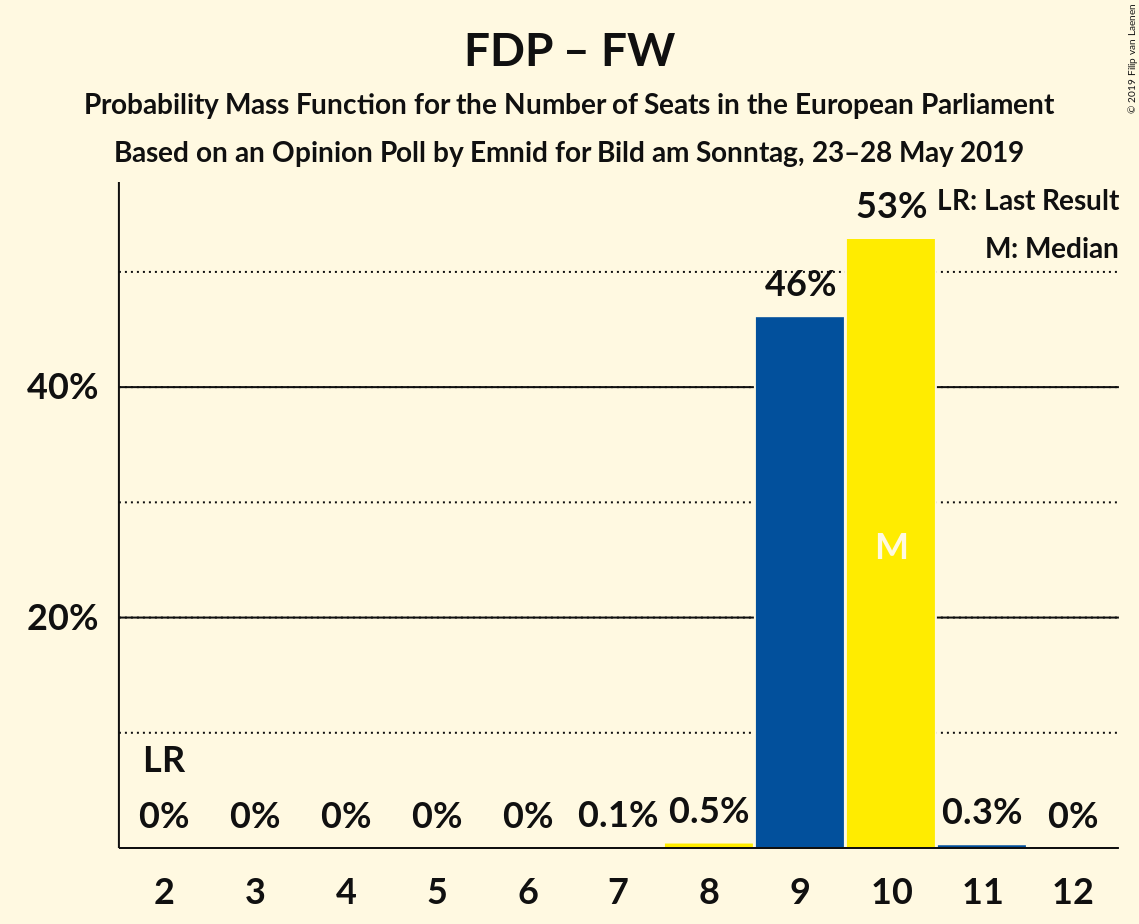 FDP – FW
Probability Mass Function for the Number of Seats in the European Parliament
Based on an Opinion Poll by Emnid for Bild am Sonntag, 23–28 May 2019
© 2019 Filip van Laenen
LR: Last Result
M: Median
53%
46%
40%
M
20%
LR
0% 0% 0% 0% 0% 0.1% 0.5% 0.3% 0%
2 3 4 5 6 7 8 9 10 11 12